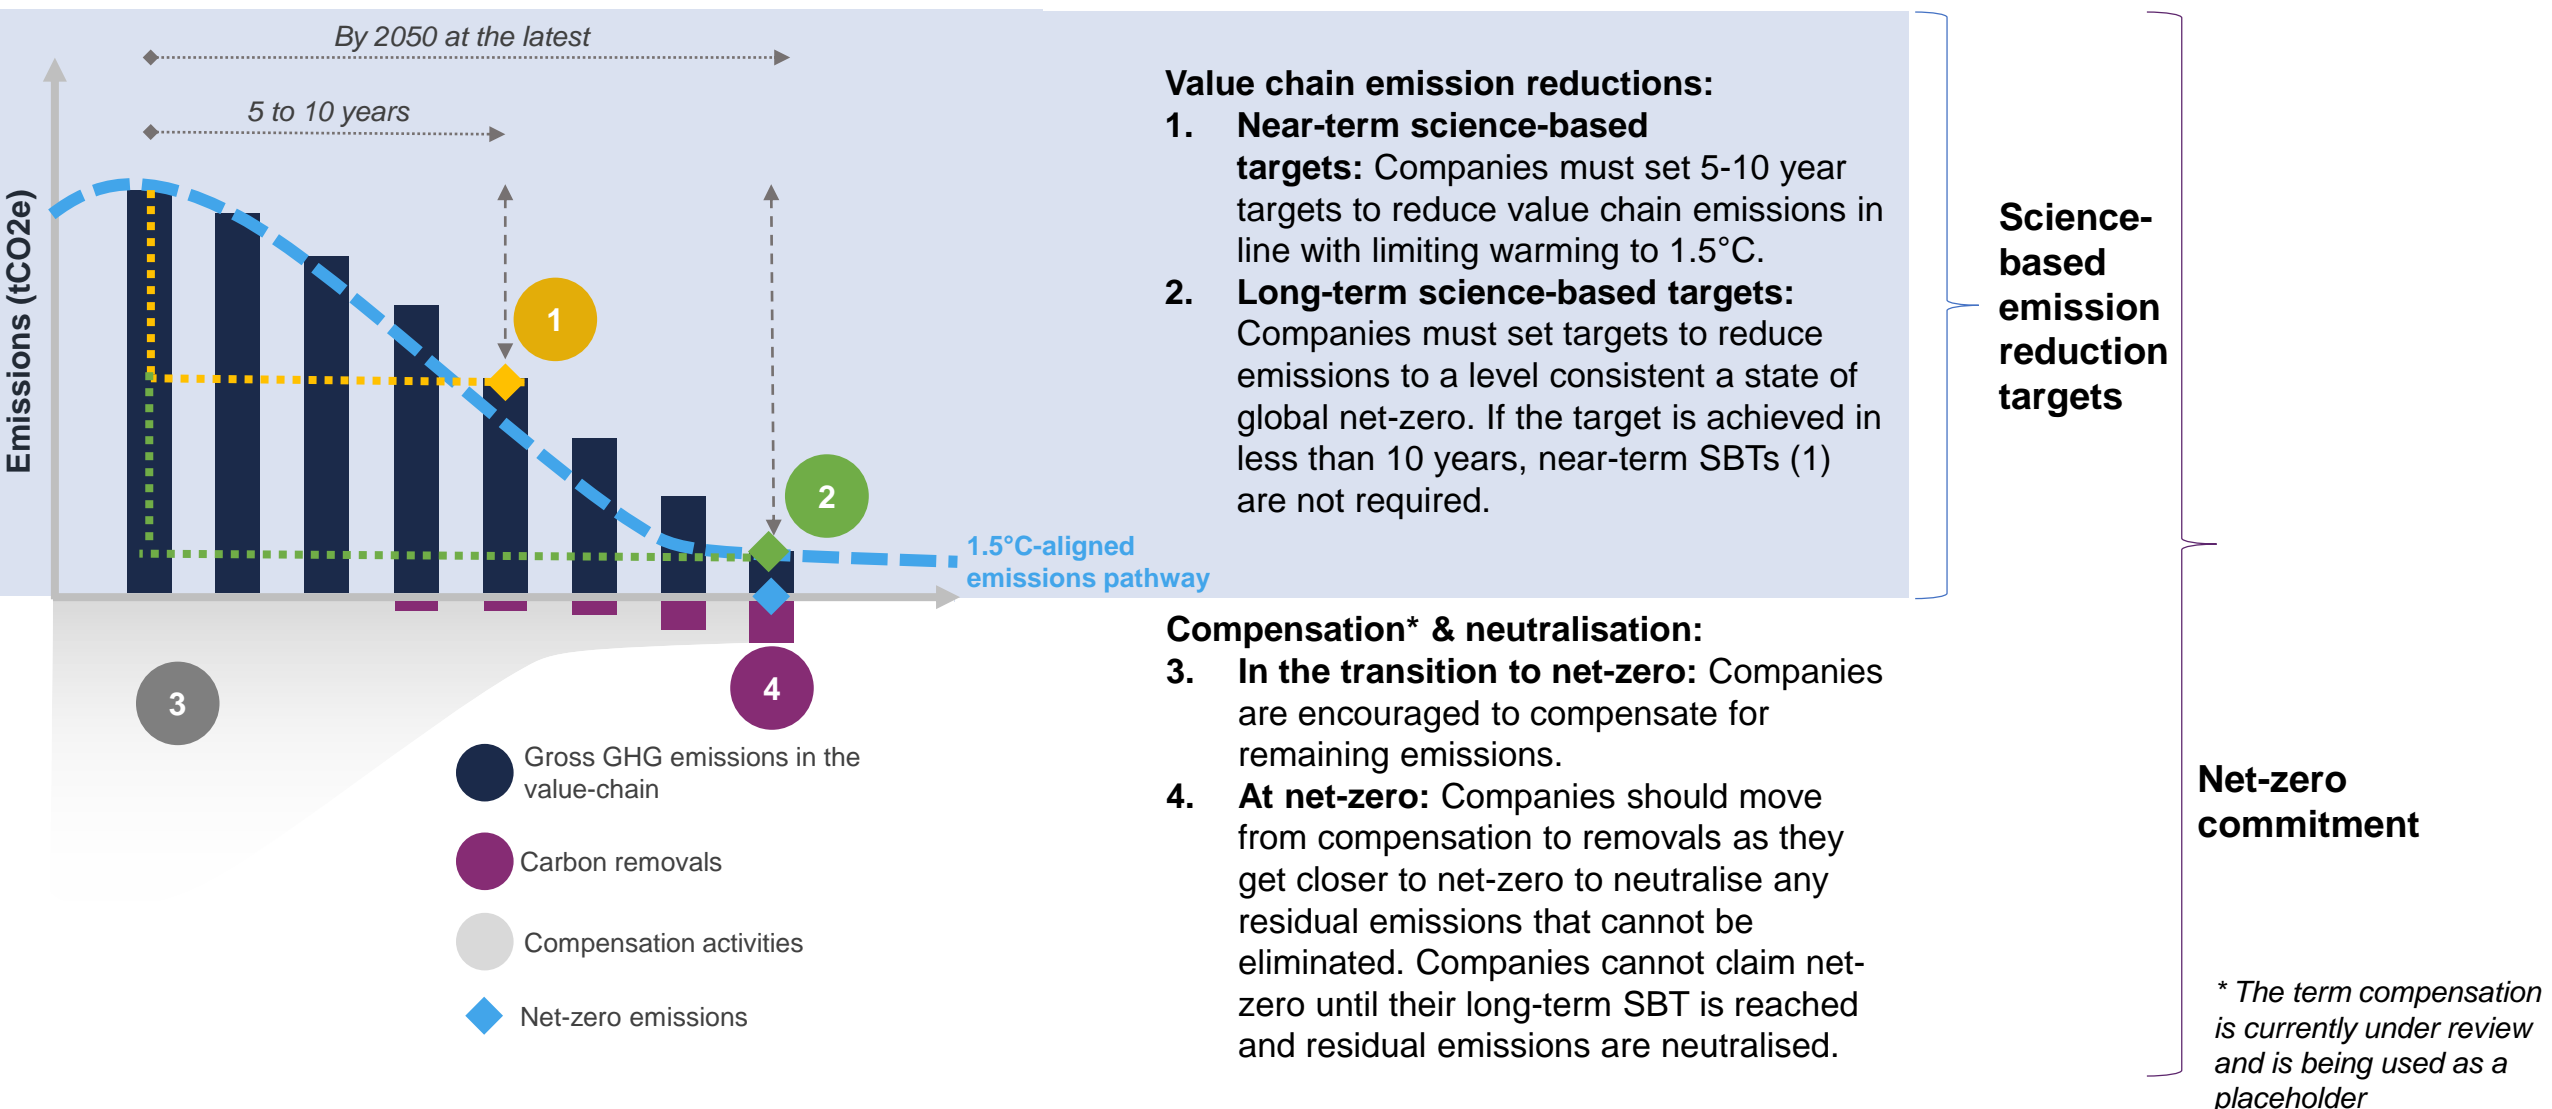 By 2050 at the latest
5 to 10 years
Emissions (tCO2e)
1
2
3
4
1.5°C-aligned
emissions pathway
Gross GHG emissions in the
value-chain
Carbon removals
Compensation activities
Net-zero emissions
Value chain emission reductions:
1. Near-term science-based
targets: Companies must set 5-10 year
targets to reduce value chain emissions in
line with limiting warming to 1.5°C.
2. Long-term science-based targets:
Companies must set targets to reduce
emissions to a level consistent a state of
global net-zero. If the target is achieved in
less than 10 years, near-term SBTs (1)
are not required.
Compensation* & neutralisation:
3. In the transition to net-zero: Companies
are encouraged to compensate for
remaining emissions.
4. At net-zero: Companies should move
from compensation to removals as they
get closer to net-zero to neutralise any
residual emissions that cannot be
eliminated. Companies cannot claim net-
zero until their long-term SBT is reached
and residual emissions are neutralised.
Science-
based
emission
reduction
targets
Net-zero
commitment
* The term compensation
is currently under review
and is being used as a
placeholder